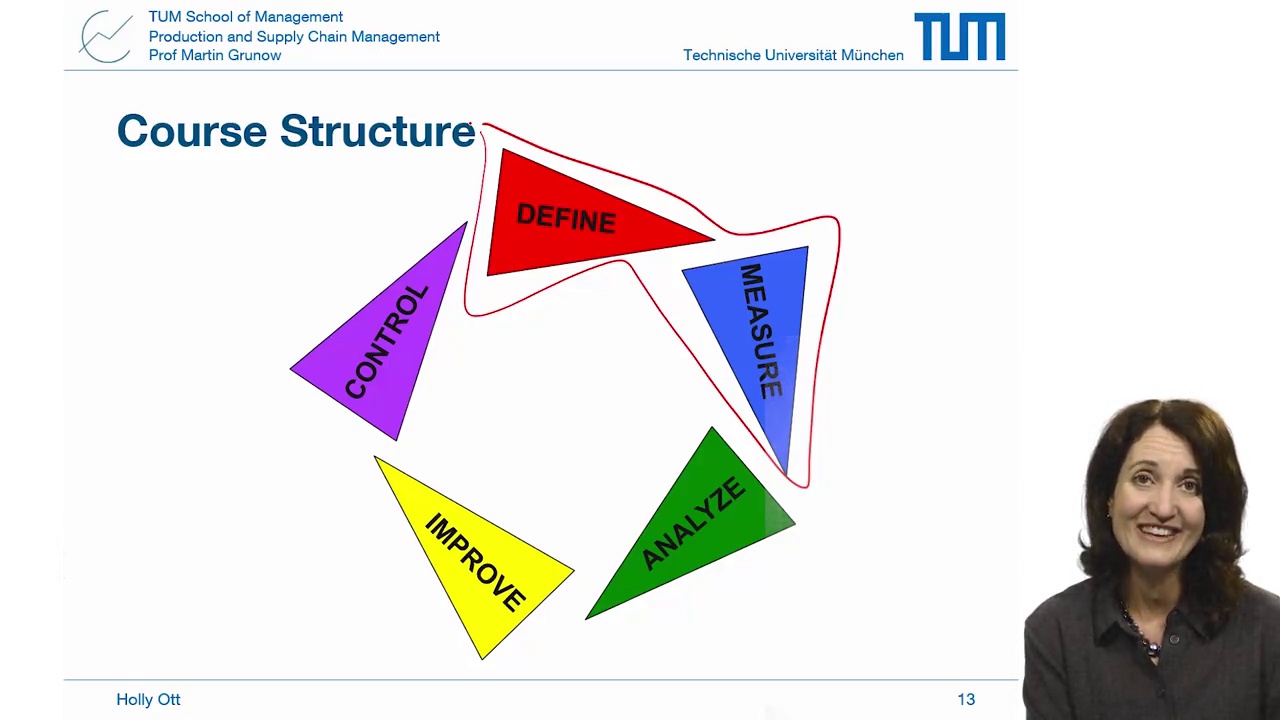 TUM School of Management
Production and Supply Chain Management
Prof Martin Grunow
Technische Universität München
TUM
Course Structure
DEFINE
MEASURE
CONTROL
ANALYZE
IMPROVE
Holly Ott
13